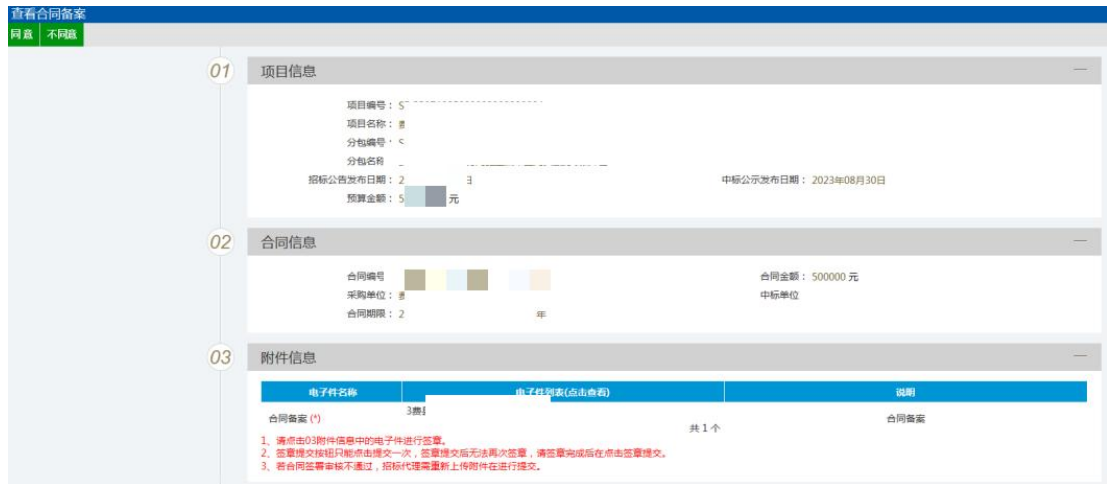 查看合同备案
同意 不同意
01 项目信息
项目编号： S
项目名称：
分包编号 S
分包名称
招标公告发布日期： 2 日 中标公示发布日期： 2023年08月30日
预算金额： 5 元
02 合同信息
合同编号 合同金额： 500000 元
采购单位： 中标单位
合同期限： 2 年
03 附件信息
电子件名称 电子件列表(点击查看) 说明
合同备案 (*) 3费 共 1 个 合同备案
1、请点击03附件信息中的电子件进行签章。
2、签章提交按钮只能点击提交一次，签章提交后无法再次签章，请签章完成后在点击签章提交。
3、若合同签署审核不通过，招标代理需重新上传附件在进行提交。